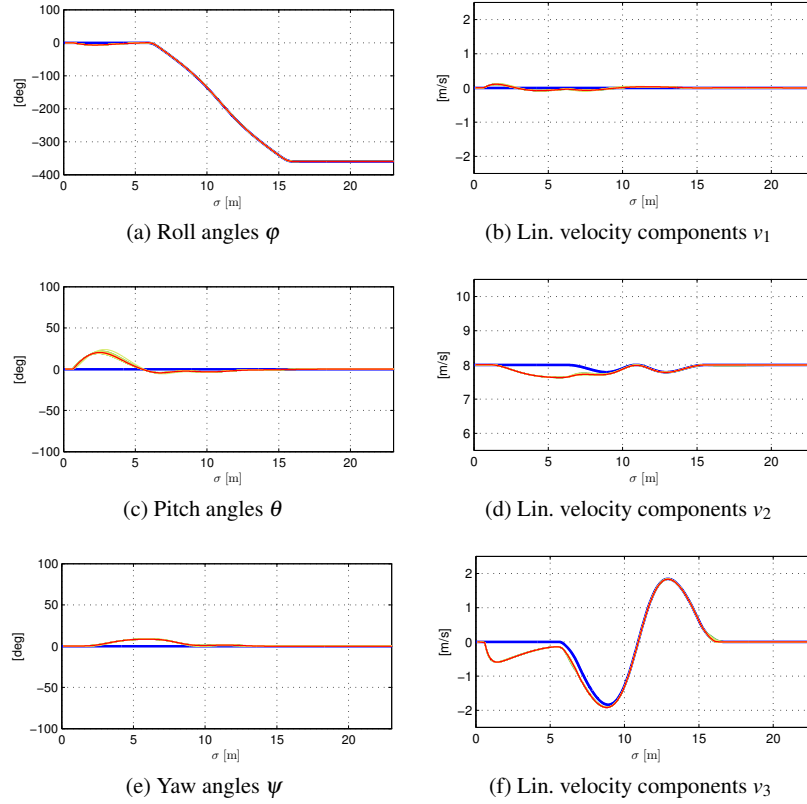 100
0
−100
−200
−300
−400
[deg]
0 5 10 15 20
σ [m]
(a) Roll angles φ
2
1
0
−1
−2
[m/s]
0 5 10 15 20
σ [m]
(b) Lin. velocity components v1
100
50
0
−50
−100
[deg]
0 5 10 15 20
σ [m]
(c) Pitch angles θ
10
9
8
7
6
[m/s]
0 5 10 15 20
σ [m]
(d) Lin. velocity components v2
100
50
0
−50
−100
[deg]
0 5 10 15 20
σ [m]
(e) Yaw angles ψ
2
1
0
−1
−2
[m/s]
0 5 10 15 20
σ [m]
(f) Lin. velocity components v3